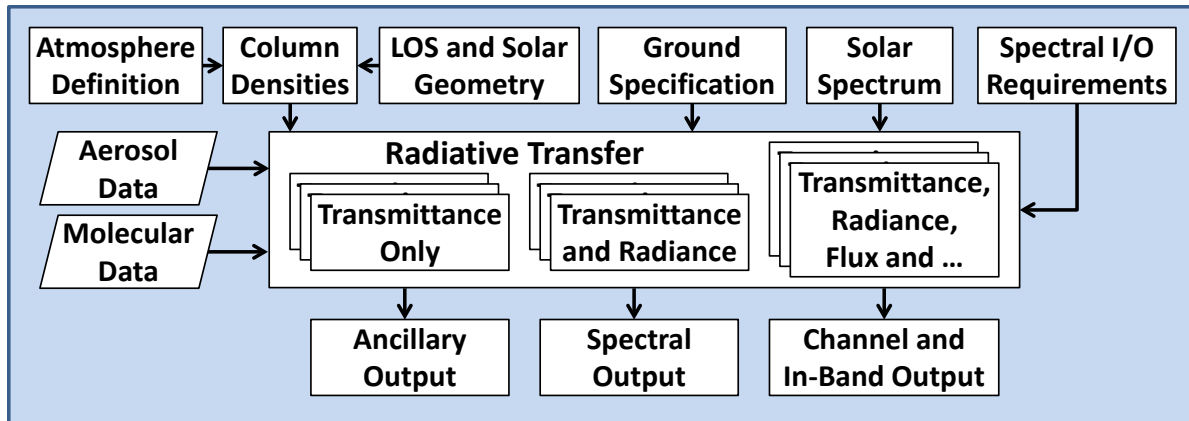 Atmosphere
Definition
Column
Densities
LOS and Solar
Geometry
Ground
Specification
Solar
Spectrum
Spectral I/O
Requirements
Aerosol
Data
Molecular
Data
Radiative Transfer
Transmittance
Only
Transmittance
and Radiance
Transmittance,
Radiance,
Flux and ...
Ancillary
Output
Spectral
Output
Channel and
In-Band Output